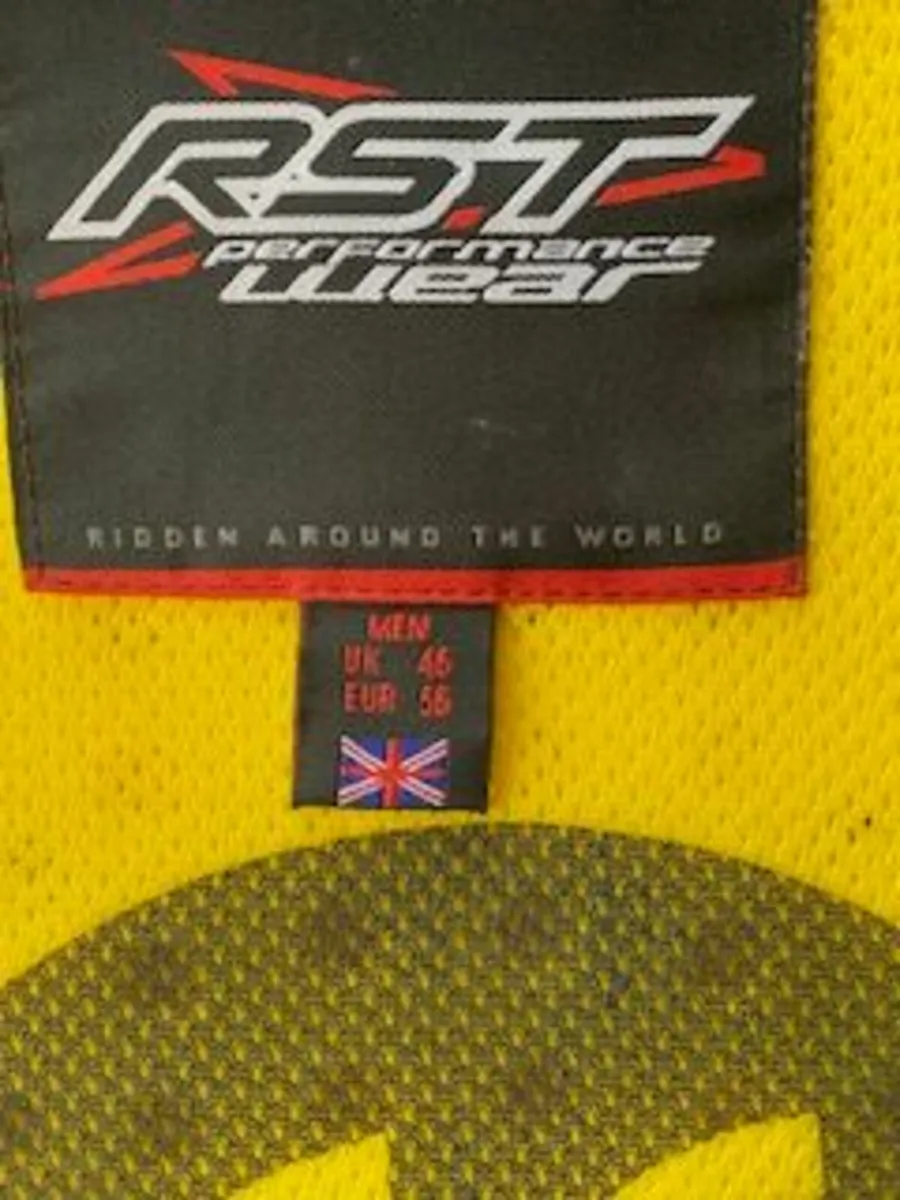 RS.T
performance
wear
RIDDEN AROUND THE WORLD
MEN
UK 46
EUR 56